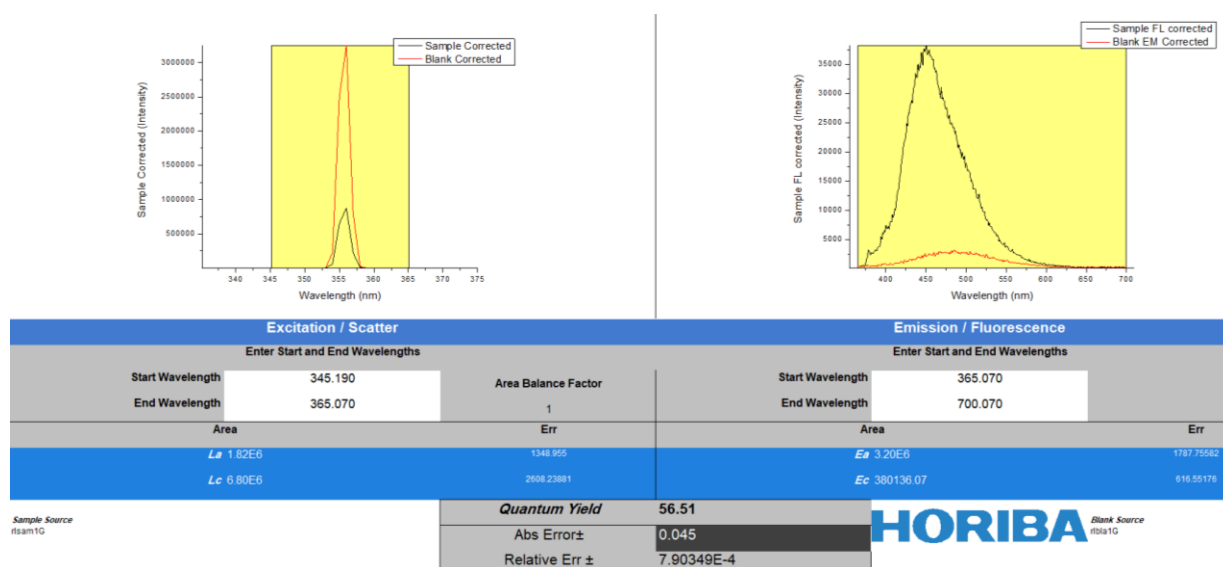 Sample Corrected
Blank Corrected
Sample Corrected (Intensity)
3000000
2500000
2000000
1500000
1000000
500000
340 345 350 355 360 365 370 375
Wavelength (nm)
Sample FL corrected
Blank EM Corrected
Sample FL corrected (Intensity)
35000
30000
25000
20000
15000
10000
5000
400 450 500 550 600 650 700
Wavelength (nm)
Excitation / Scatter
Emission / Fluorescence
Enter Start and End Wavelengths
Enter Start and End Wavelengths
Start Wavelength 345.190
Area Balance Factor
Start Wavelength 365.070
End Wavelength 365.070
1
End Wavelength 700.070
Area Err Area Err
La 1.82E6 1348.955 Ea 3.20E6 1787.75582
Lc 6.80E6 2608.23881 Ec 380136.07 616.55176
Quantum Yield 56.51
Sample Source
rlsam1G
Abs Error± 0.045
HORIBA
Blank Source
rlbla1G
Relative Err ± 7.90349E-4